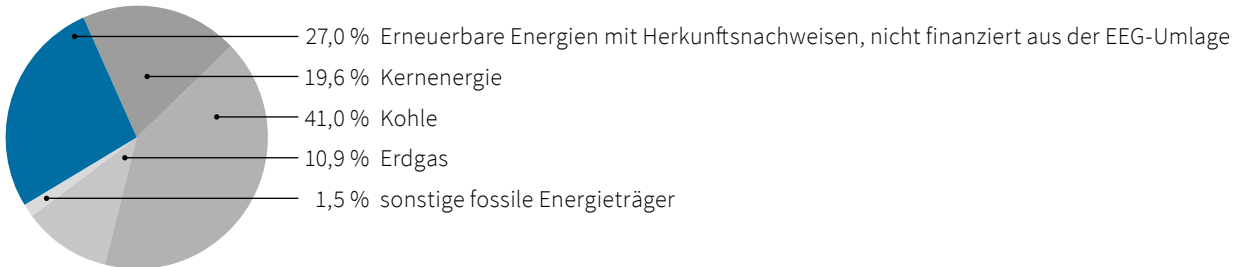 27,0 % Erneuerbare Energien mit Herkunftsnachweisen, nicht finanziert aus der EEG-Umlage
19,6 % Kernenergie
41,0 % Kohle
10,9 % Erdgas
1,5 % sonstige fossile Energieträger